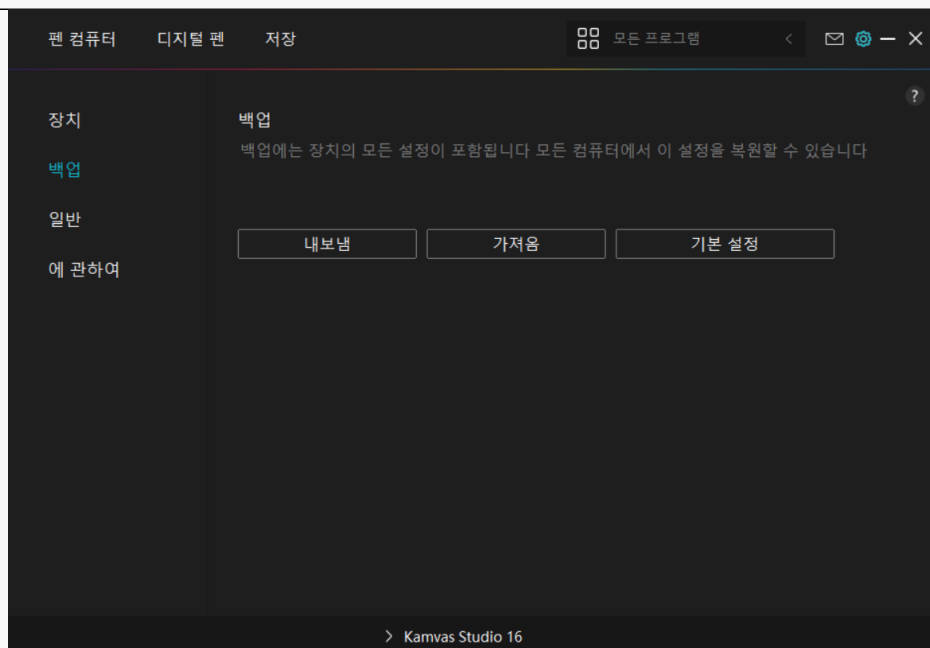 펜 컴퓨터 디지털 펜 저장 모든 프로그램
?
장치
백업
일반
에 관하여
백업
백업에는 장치의 모든 설정이 포함됩니다 모든 컴퓨터에서 이 설정을 복원할 수 있습니다
내보냄 가져옴 기본 설정
Kamvas Studio 16